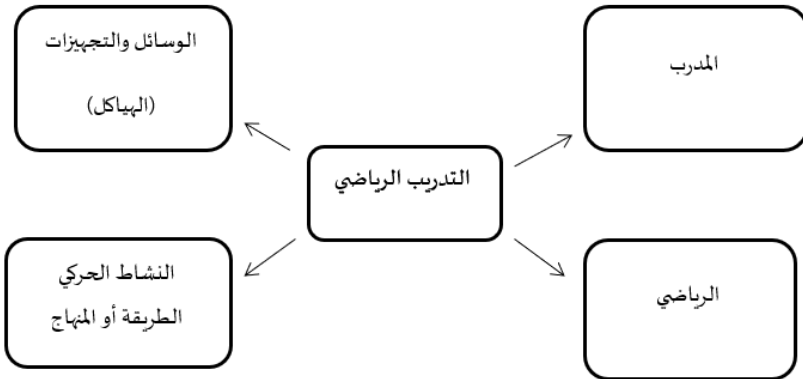 المدرب
الوسائل والتجهيزات
(الهياكل)
التدريب الرياضي
الرياضي
النشاط الحركي
الطريقة أو المنهاج